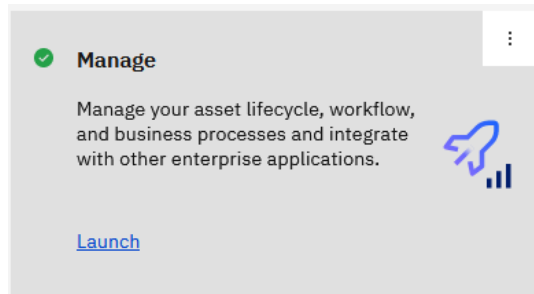 Manage
Manage your asset lifecycle, workflow,
and business processes and integrate
with other enterprise applications.
Launch